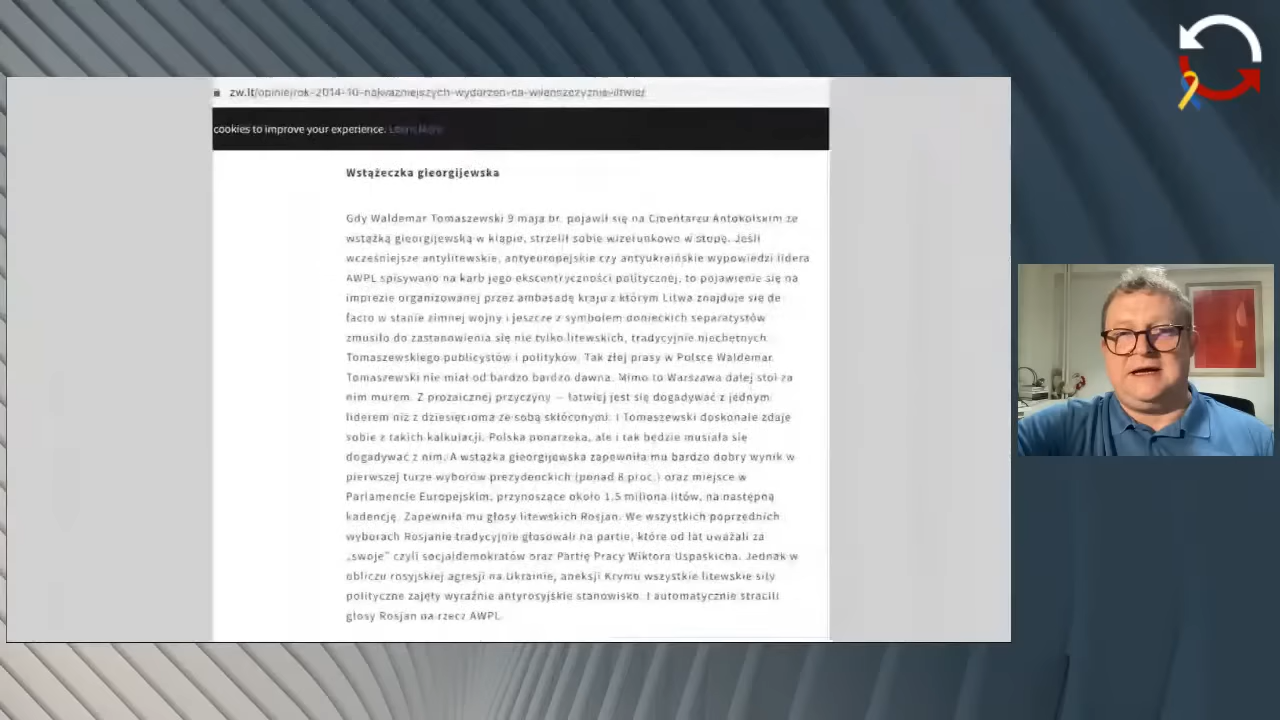 zw.lt/opinie/rok-2014-10-najwazniejszych-wydarzen-na-wilenszczyznie-litwie/
cookies to improve your experience. Learn More
Wstążeczka gieorgijewska
Gdy Waldemar Tomaszewski 9 maja br. pojawił się na Cmentarzu Antokolskim ze
wstążką gieorgijewską w klapie, strzelił sobie wizerunkowo w stopę. Jeśli
wcześniejsze antylitewskie, antyeuropejskie czy antyukraińskie wypowiedzi lidera
AWPL spisywano na karb jego ekscentryczności politycznej, to pojawienie się na
imprezie organizowanej przez ambasadę kraju z którym Litwa znajduje się de
facto w stanie zimnej wojny i jeszcze z symbolem donieckich separatystów
zmusiło do zastanowienia się nie tylko litewskich, tradycyjnie niechętnych
Tomaszewskiego publicystów i polityków. Tak złej prasy w Polsce Waldemar
Tomaszewski nie miał od bardzo bardzo dawna. Mimo to Warszawa dalej stoi za
nim murem. Z prozaicznej przyczyny — łatwiej jest się dogadywać z jednym
liderem niż z dziesięcioma ze sobą skłóconymi. I Tomaszewski doskonale zdaje
sobie z takich kalkulacji. Polska ponarzeka, ale i tak będzie musiała się
dogadywać z nim. A wstążka gieorgijewska zapewniła mu bardzo dobry wynik w
pierwszej turze wyborów prezydenckich (ponad 8 proc.) oraz miejsce w
Parlamencie Europejskim, przynoszące około 1,5 miliona litów, na następną
kadencję. Zapewniła mu głosy litewskich Rosjan. We wszystkich poprzednich
wyborach Rosjanie tradycyjnie głosowali na partie, które od lat uważali za
„swoje” czyli socjaldemokratów oraz Partię Pracy Wiktora Uspaskicha. Jednak w
obliczu rosyjskiej agresji na Ukrainie, aneksji Krymu wszystkie litewskie siły
polityczne zajęły wyraźnie antyrosyjskie stanowisko. I automatycznie straciły
głosy Rosjan na rzecz AWPL.